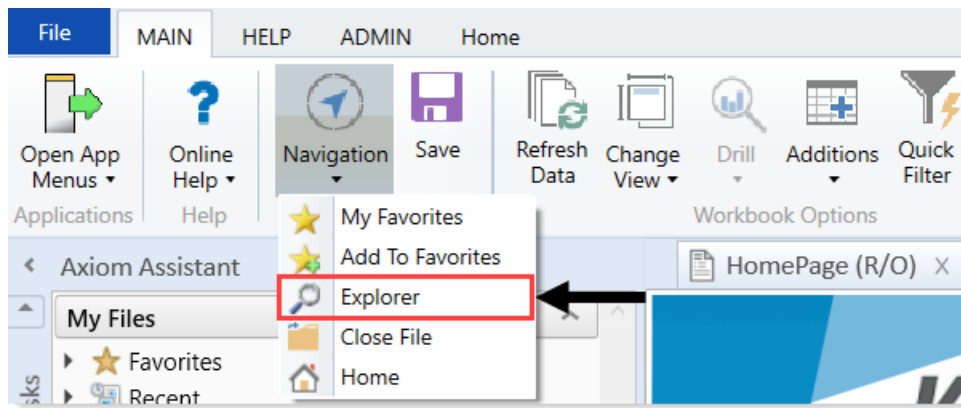 File MAIN HELP ADMIN Home
Open App Menus
Online Help
Navigation
Save
Refresh Data
Change View
Drill
Additions
Quick Filter
Applications
Help
Workbook Options
My Favorites
Add To Favorites
Explorer
Close File
Home
Axiom Assistant
HomePage (R/O)
My Files
Favorites
Recent